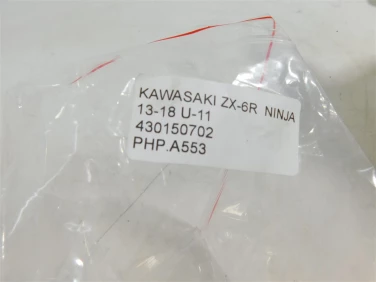 KAWASAKI ZX-6R NINJA
13-18 U-11
430150702
PHP.A553